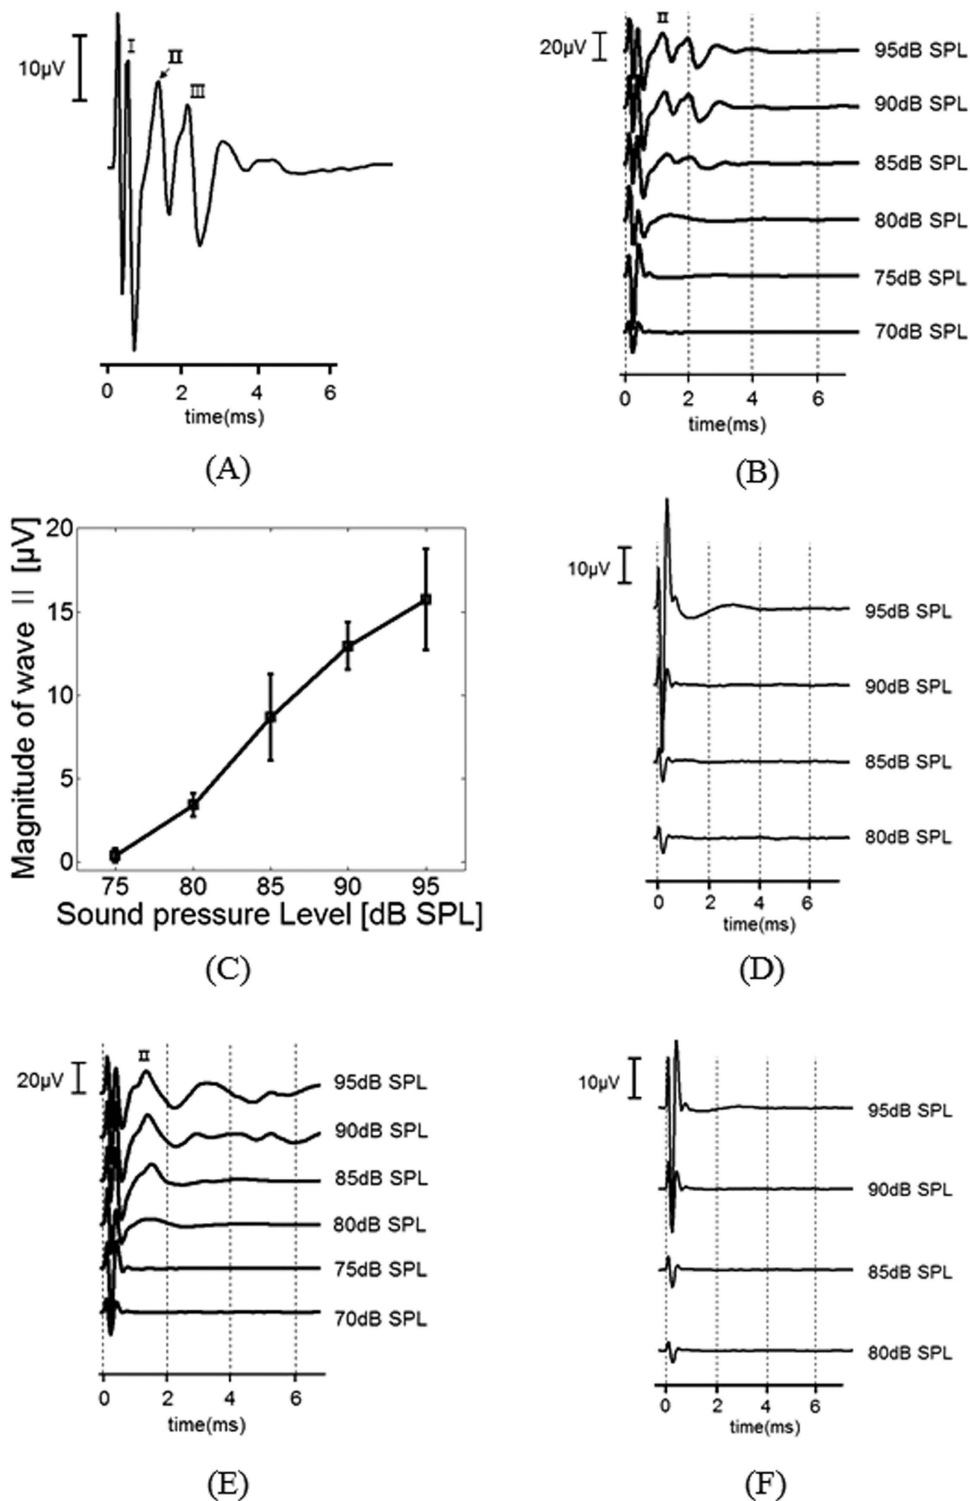 10μV
I
II
III
0 2 4 6
time(ms)
(A)
II
20μV
95dB SPL
90dB SPL
85dB SPL
80dB SPL
75dB SPL
70dB SPL
0 2 4 6
time(ms)
(B)
Magnitude of wave II [μV]
20
15
10
5
0
75 80 85 90 95
Sound pressure Level [dB SPL]
(C)
10μV
95dB SPL
90dB SPL
85dB SPL
80dB SPL
0 2 4 6
time(ms)
(D)
II
20μV
95dB SPL
90dB SPL
85dB SPL
80dB SPL
75dB SPL
70dB SPL
0 2 4 6
time(ms)
(E)
10μV
95dB SPL
90dB SPL
85dB SPL
80dB SPL
0 2 4 6
time(ms)
(F)